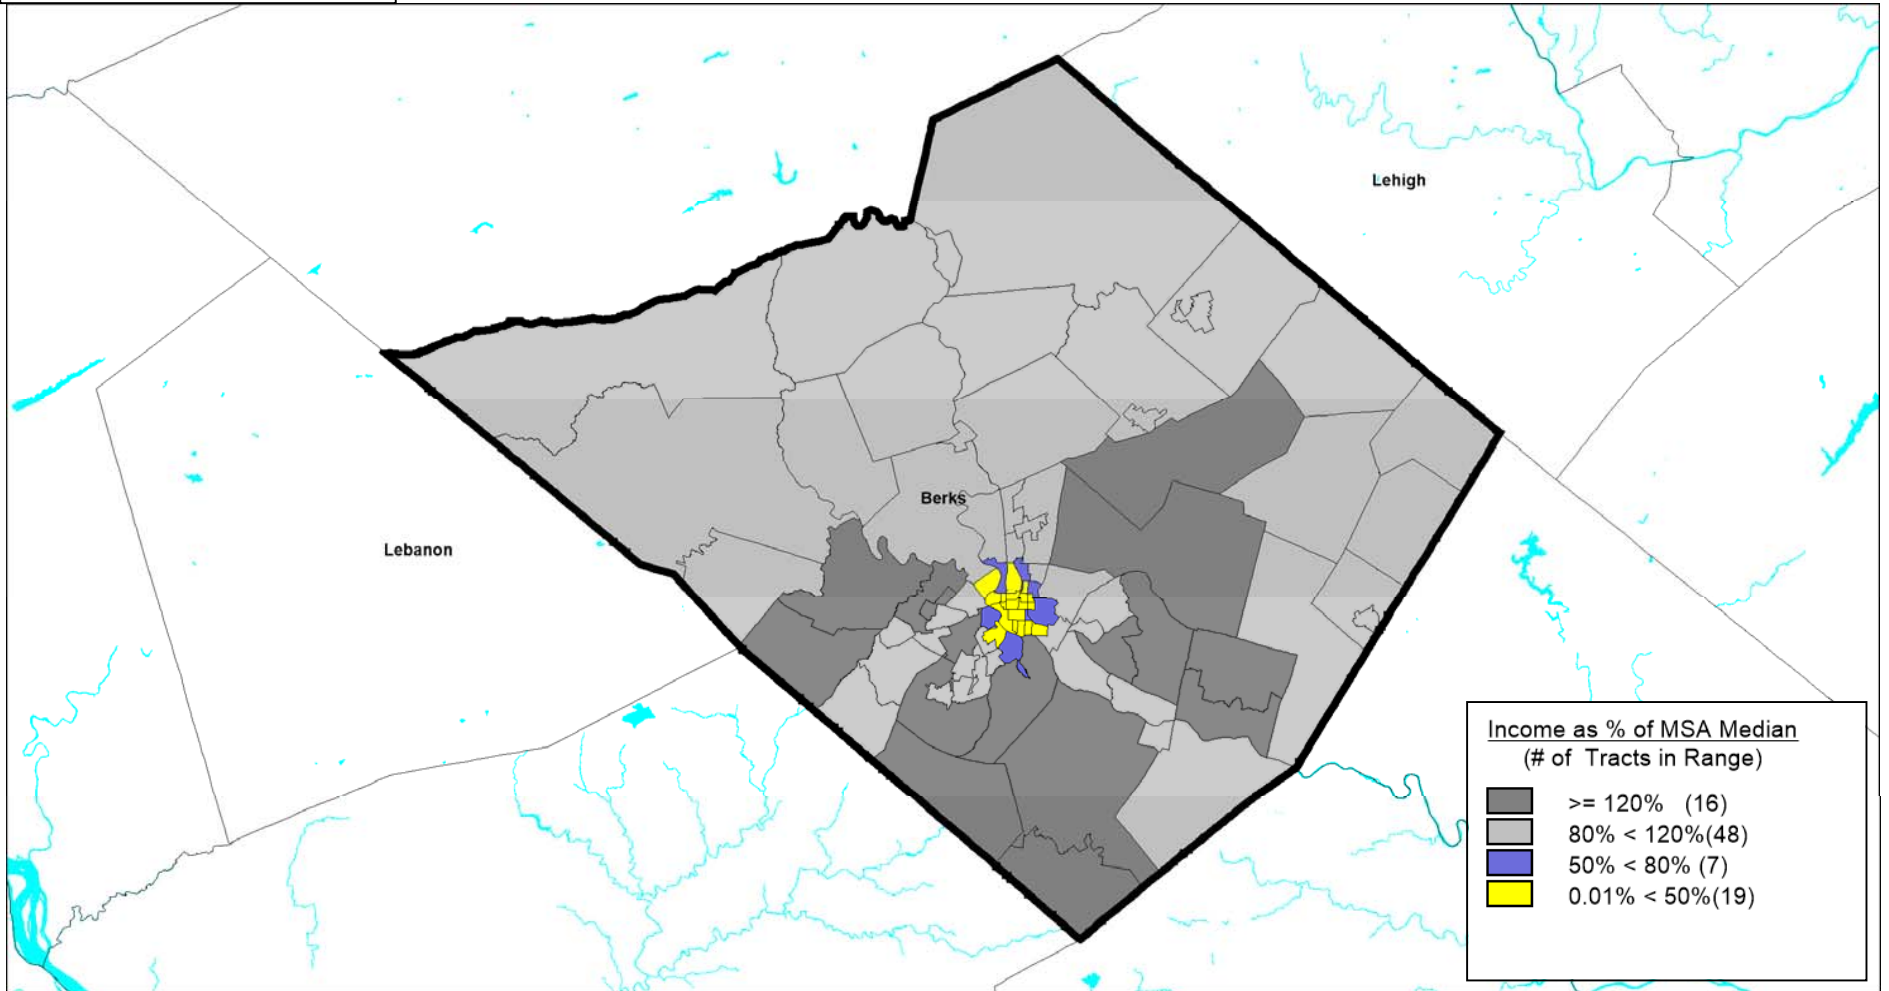 Lehigh
Berks
Lebanon
Income as % of MSA Median
(# of Tracts in Range)
>= 120% (16)
80% < 120%(48)
50% < 80% (7)
0.01% < 50%(19)